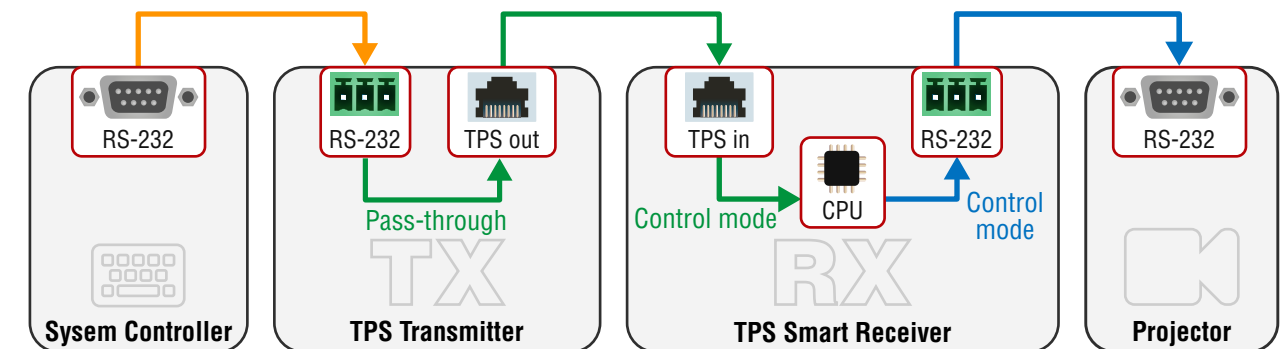 RS-232
RS-232
TPS out
TPS in
RS-232
RS-232
CPU
Pass-through
Control mode
Control
mode
TX
RX
Sysem Controller
TPS Transmitter
TPS Smart Receiver
Projector